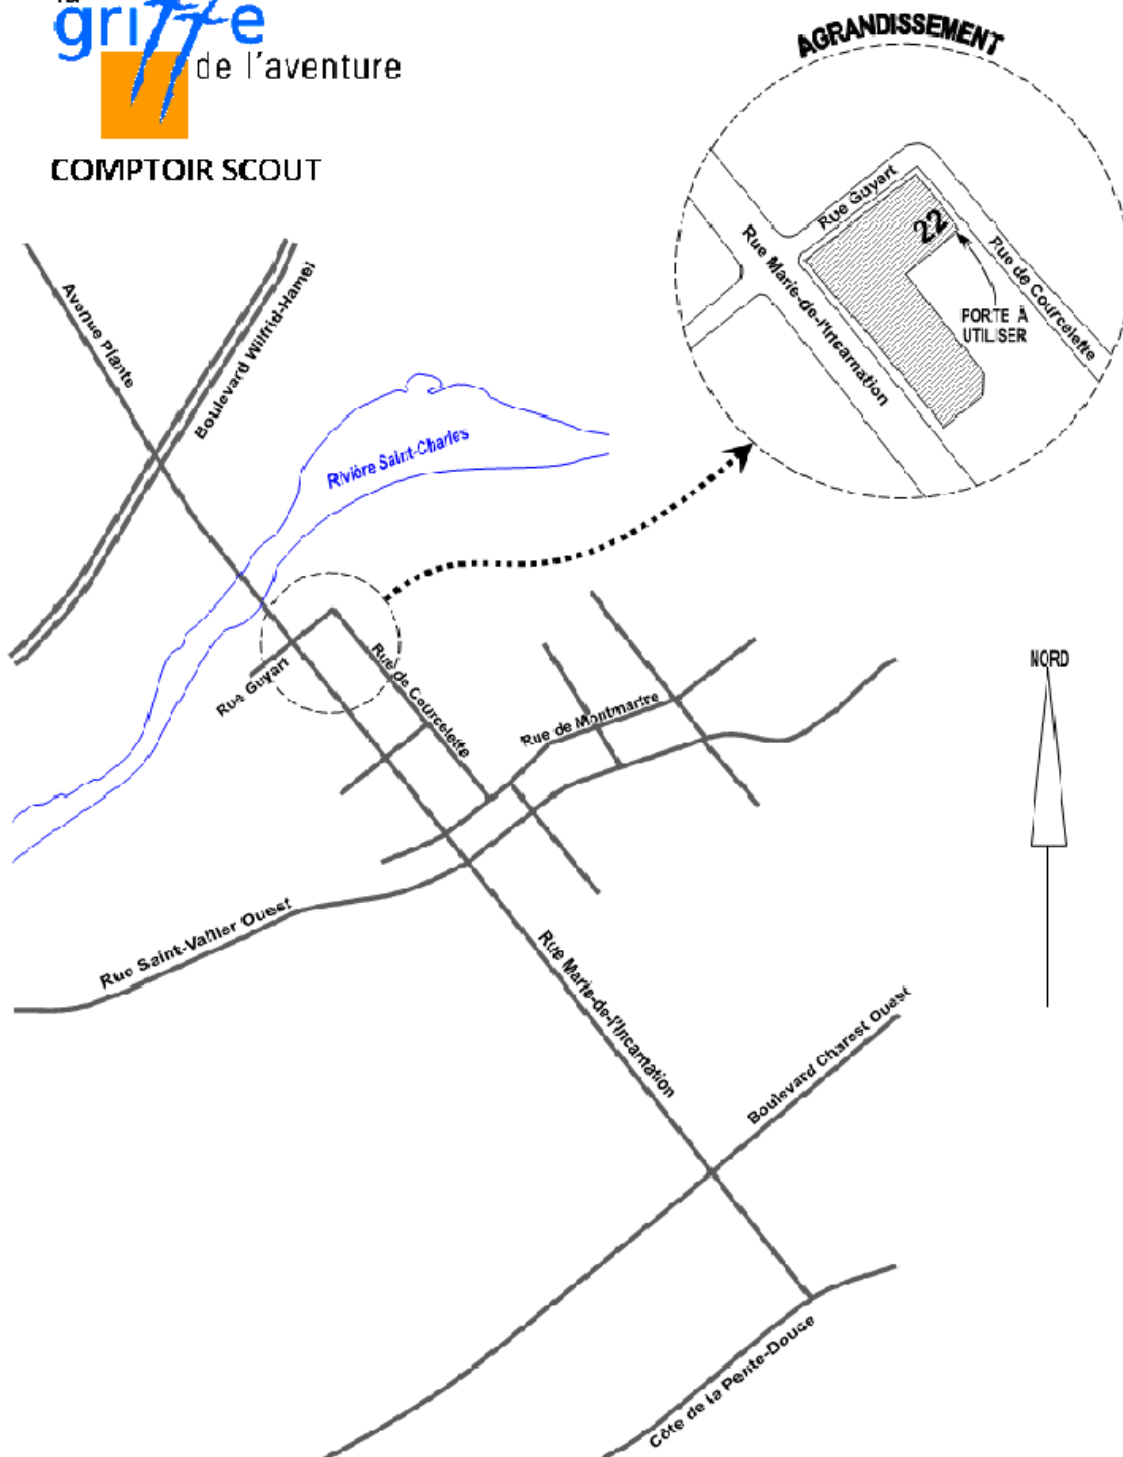 la
griffe
de l'aventure
COMPTOIR SCOUT
AGRANDISSEMENT
Rue Guyart
22
Rue Marie-de-l'Incarnation
Rue de Courcelette
PORTE À
UTILISER
Avenue Plante
Boulevard Wilfrid-Hamel
Rivière Saint-Charles
Rue Guyart
Rue de Courcelette
Rue de Montmartre
NORD
Rue Saint-Vallier Ouest
Rue Marie-de-l'Incarnation
Boulevard Charest Ouest
Côte de la Pente-Douce